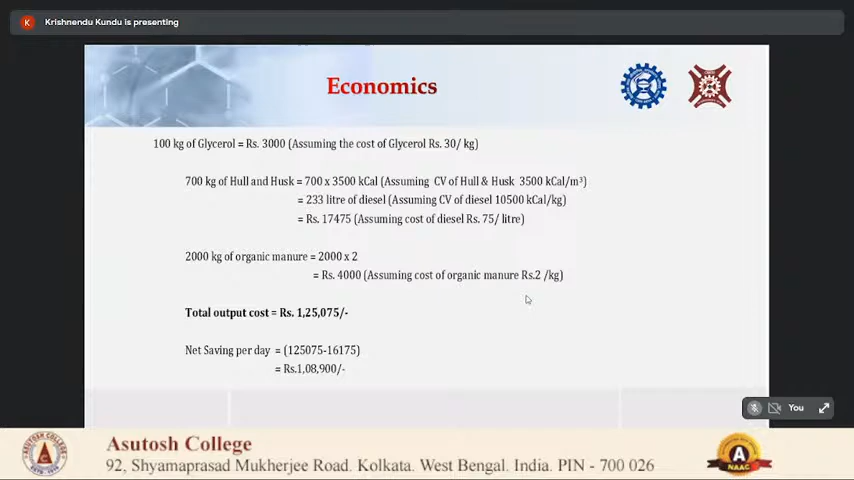 K Krishnendu Kundu is presenting
Economics
100 kg of Glycerol = Rs. 3000 (Assuming the cost of Glycerol Rs. 30/ kg)
700 kg of Hull and Husk = 700 x 3500 kCal (Assuming CV of Hull & Husk 3500 kCal/m³)
= 233 litre of diesel (Assuming CV of diesel 10500 kCal/kg)
= Rs. 17475 (Assuming cost of diesel Rs. 75/ litre)
2000 kg of organic manure = 2000 x 2
= Rs. 4000 (Assuming cost of organic manure Rs.2 /kg)
Total output cost = Rs. 1,25,075/-
Net Saving per day = (125075-16175)
= Rs.1,08,900/-
You
Asutosh College
92, Shyamaprasad Mukherjee Road. Kolkata. West Bengal. India. PIN - 700 026
A
NAAC